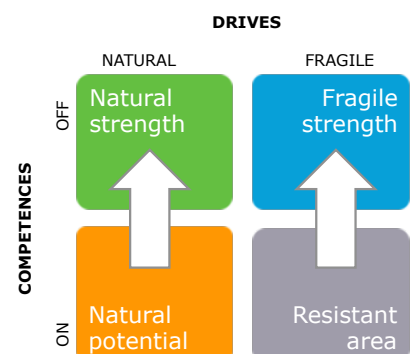 DRIVES
NATURAL
FRAGILE
COMPETENCES
OFF
Natural
strength
Fragile
strength
ON
Natural
potential
Resistant
area